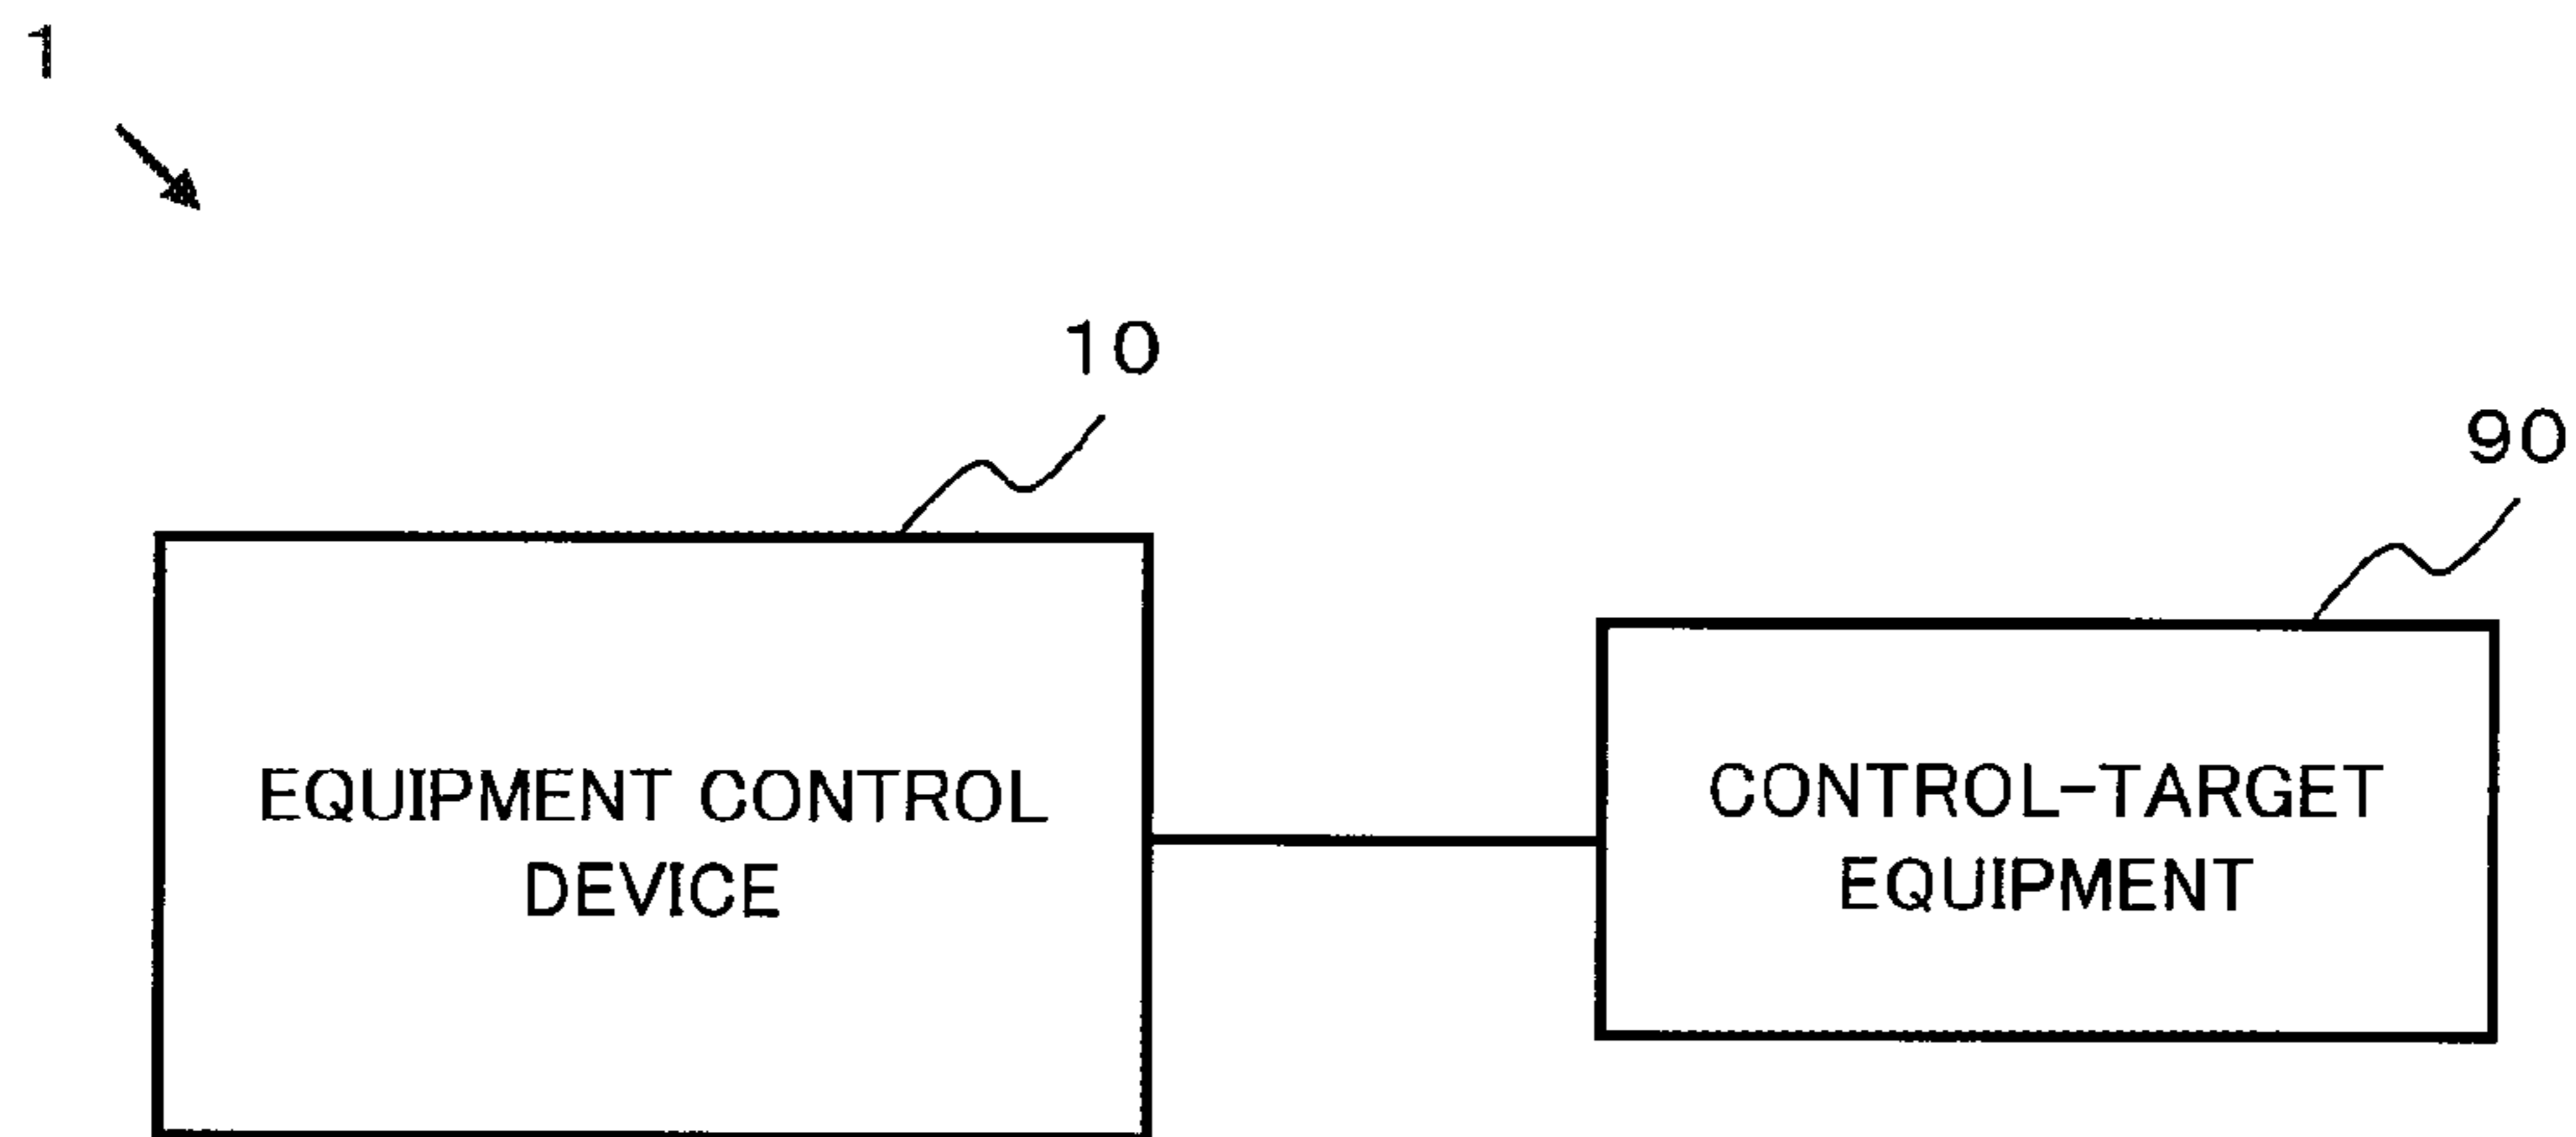 1
10
90
EQUIPMENT CONTROL
DEVICE
CONTROL-TARGET
EQUIPMENT